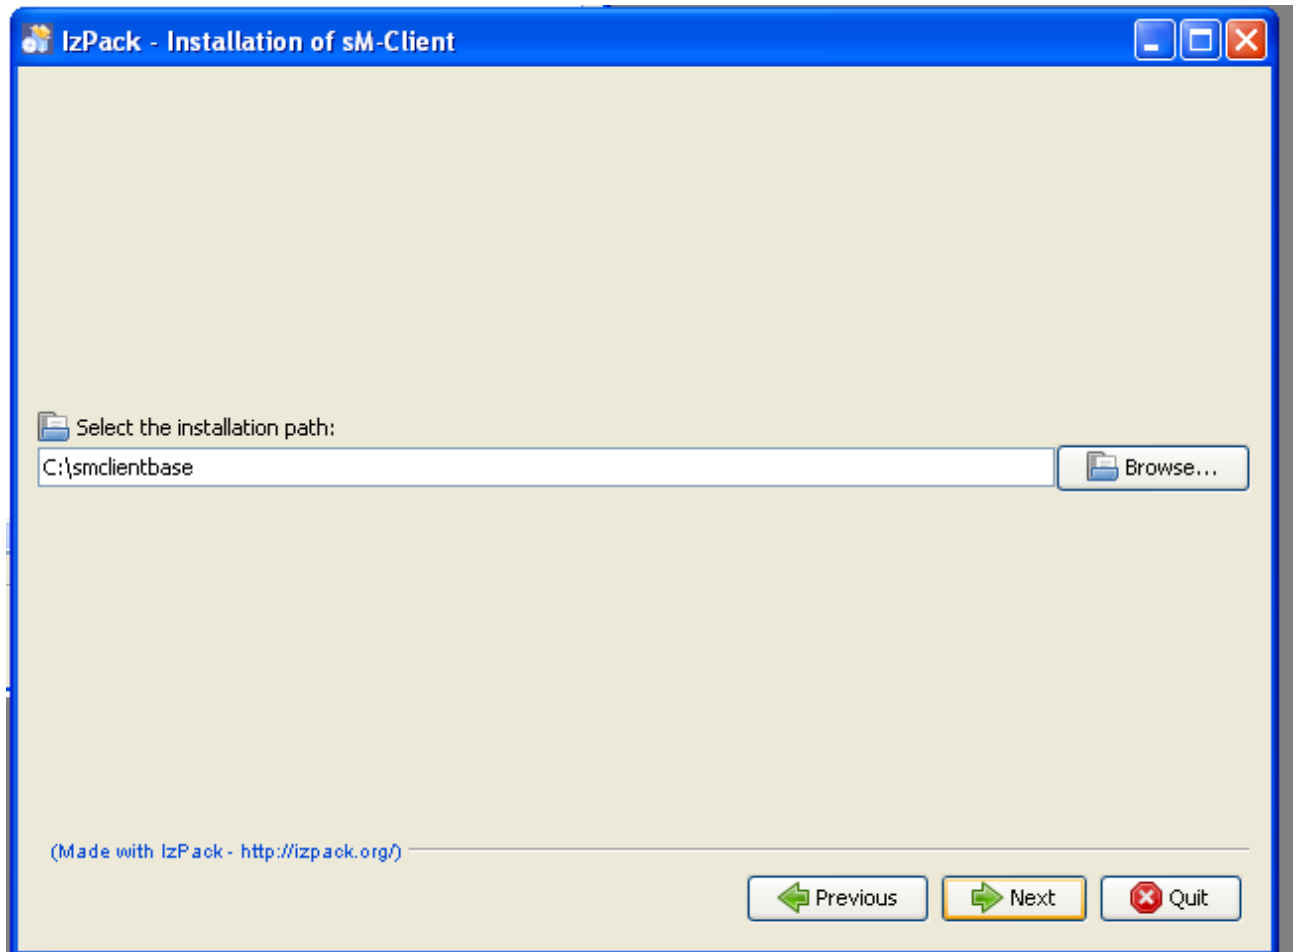 IzPack - Installation of sM-Client
Select the installation path:
C:\smclientbase
Browse...
(Made with IzPack - http://izpack.org/)
Previous
Next
Quit